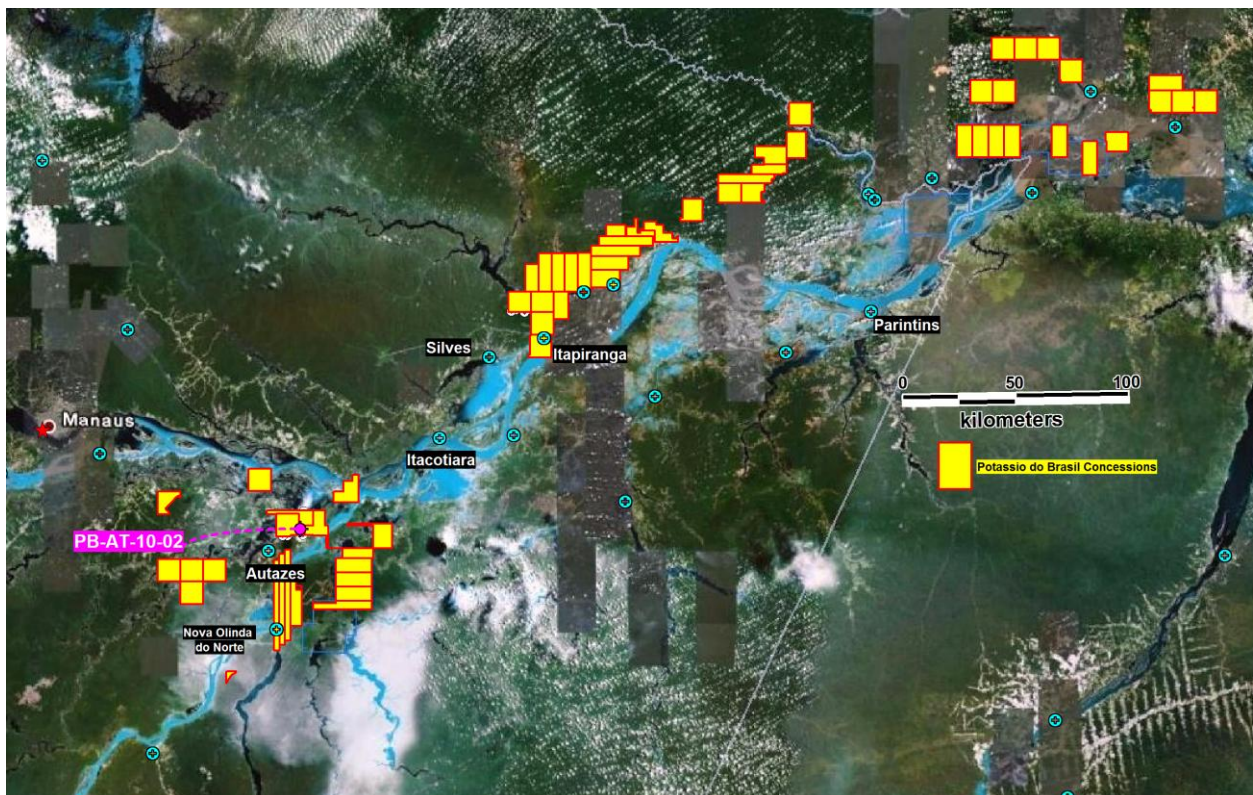 Parintins
Silves
Itapiranga
0 50 100
kilometers
Manaus
Itacotiara
Potassio do Brasil Concessions
PB-AT-10-02
Autazes
Nova Olinda
do Norte